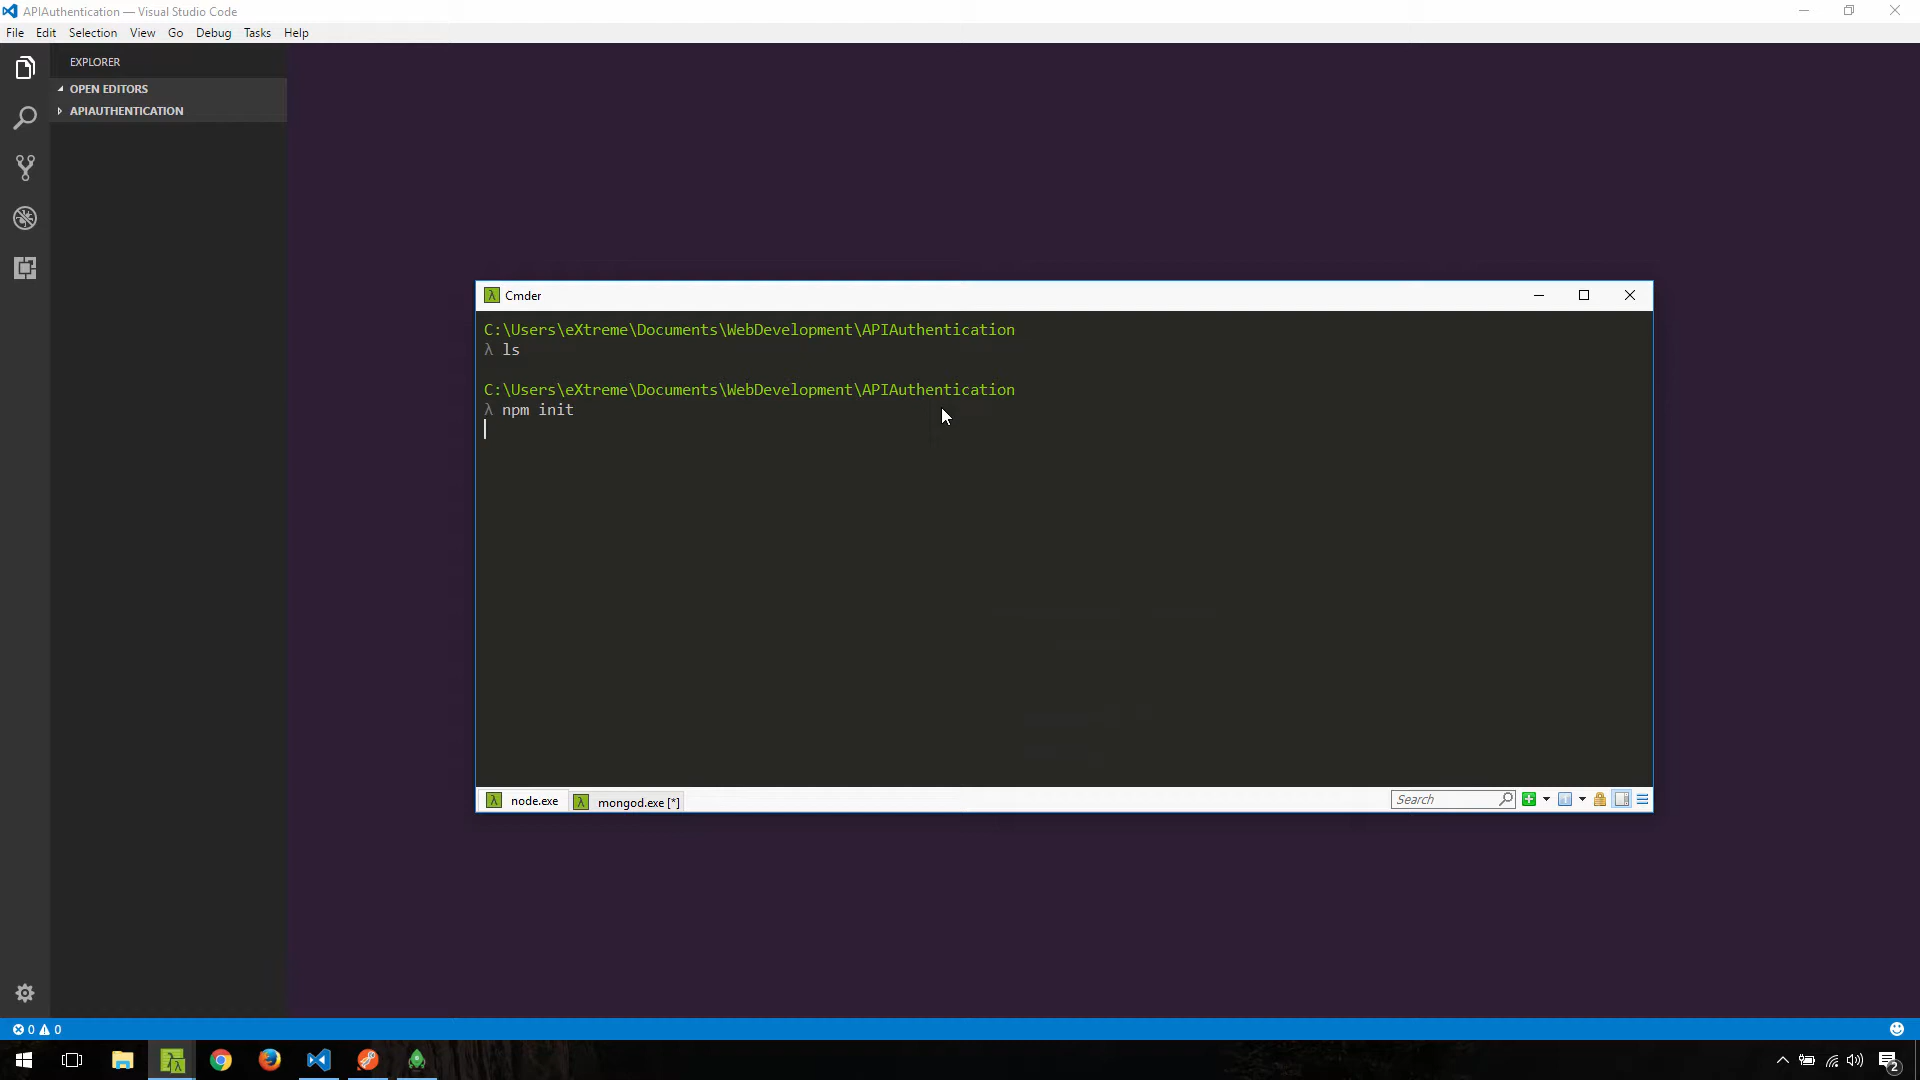 APIAuthentication — Visual Studio Code
File Edit Selection View Go Debug Tasks Help
EXPLORER
OPEN EDITORS
APIAUTHENTICATION
Cmder
C:\Users\eXtreme\Documents\WebDevelopment\APIAuthentication
λ ls
C:\Users\eXtreme\Documents\WebDevelopment\APIAuthentication
λ npm init
node.exe mongod.exe [*] Search
0 0
2